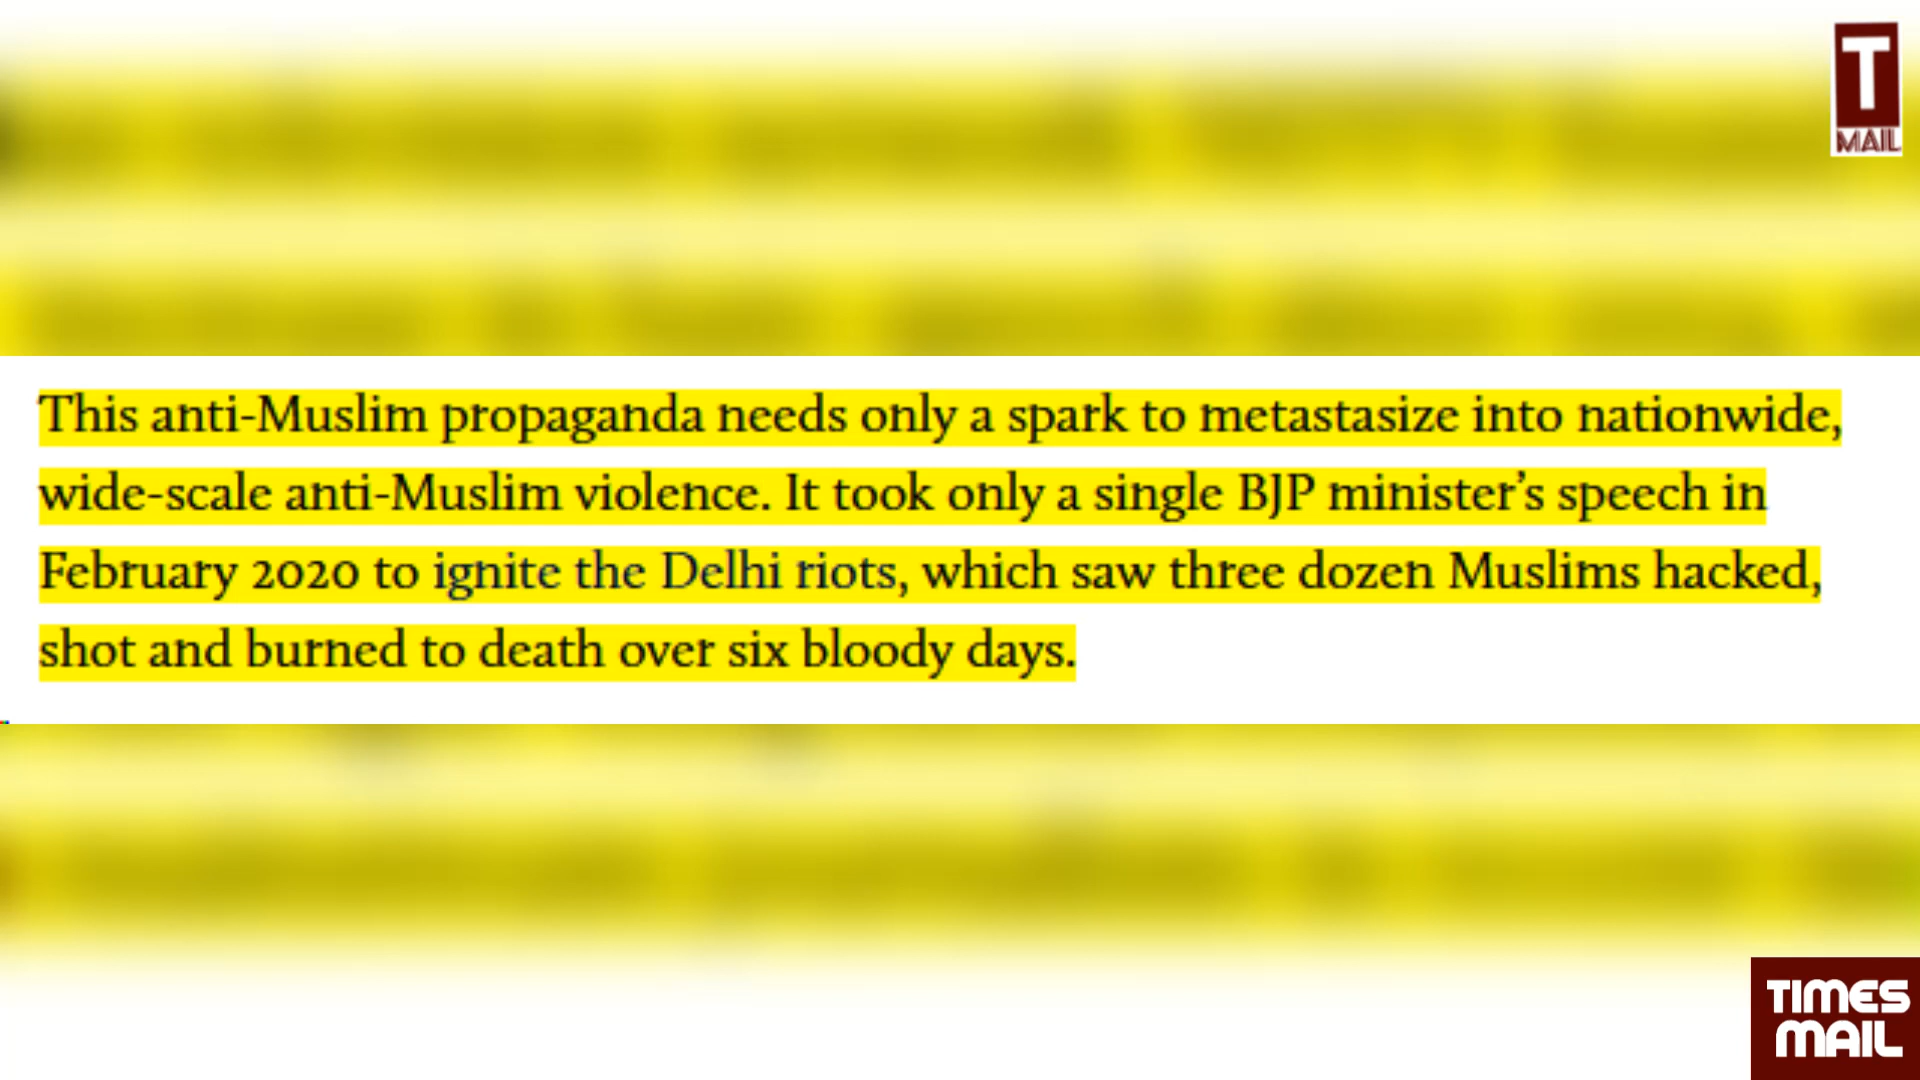 T
MAIL
This anti-Muslim propaganda needs only a spark to metastasize into nationwide,
wide-scale anti-Muslim violence. It took only a single BJP minister’s speech in
February 2020 to ignite the Delhi riots, which saw three dozen Muslims hacked,
shot and burned to death over six bloody days.
TIMES
MAIL